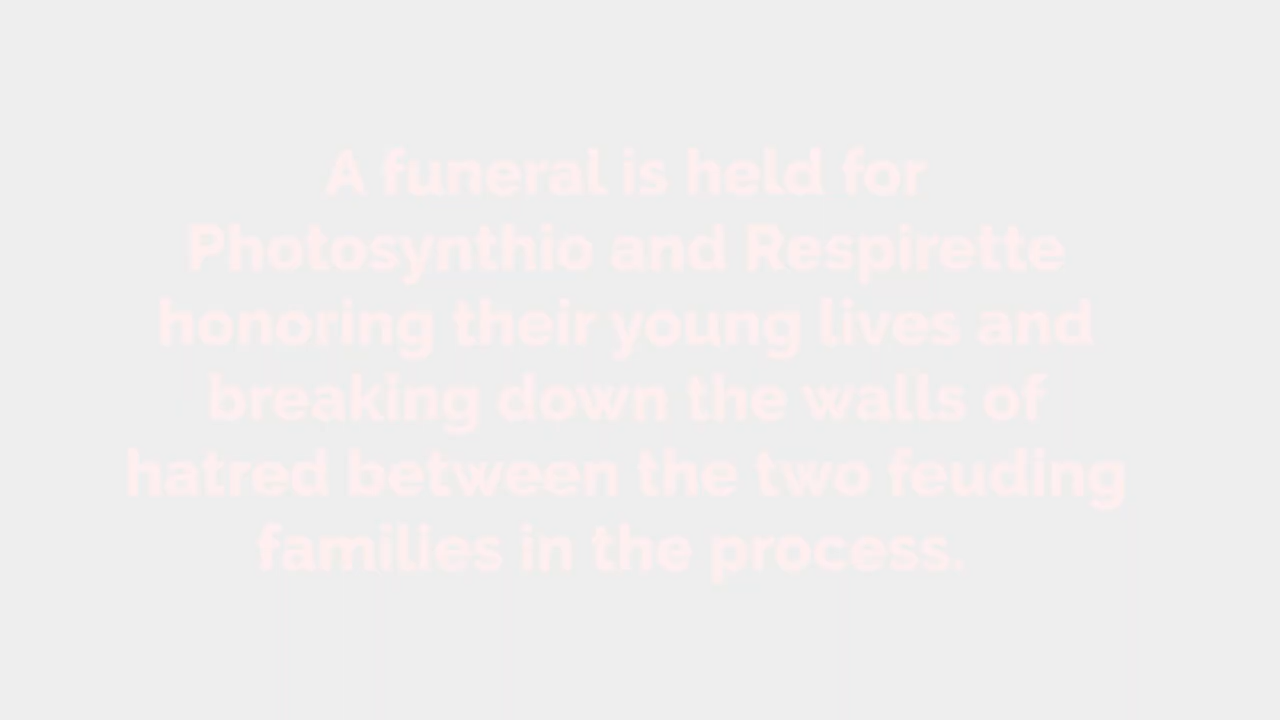 A funeral is held for
Photosynthio and Respirette
honoring their young lives and
breaking down the walls of
hatred between the two feuding
families in the process.